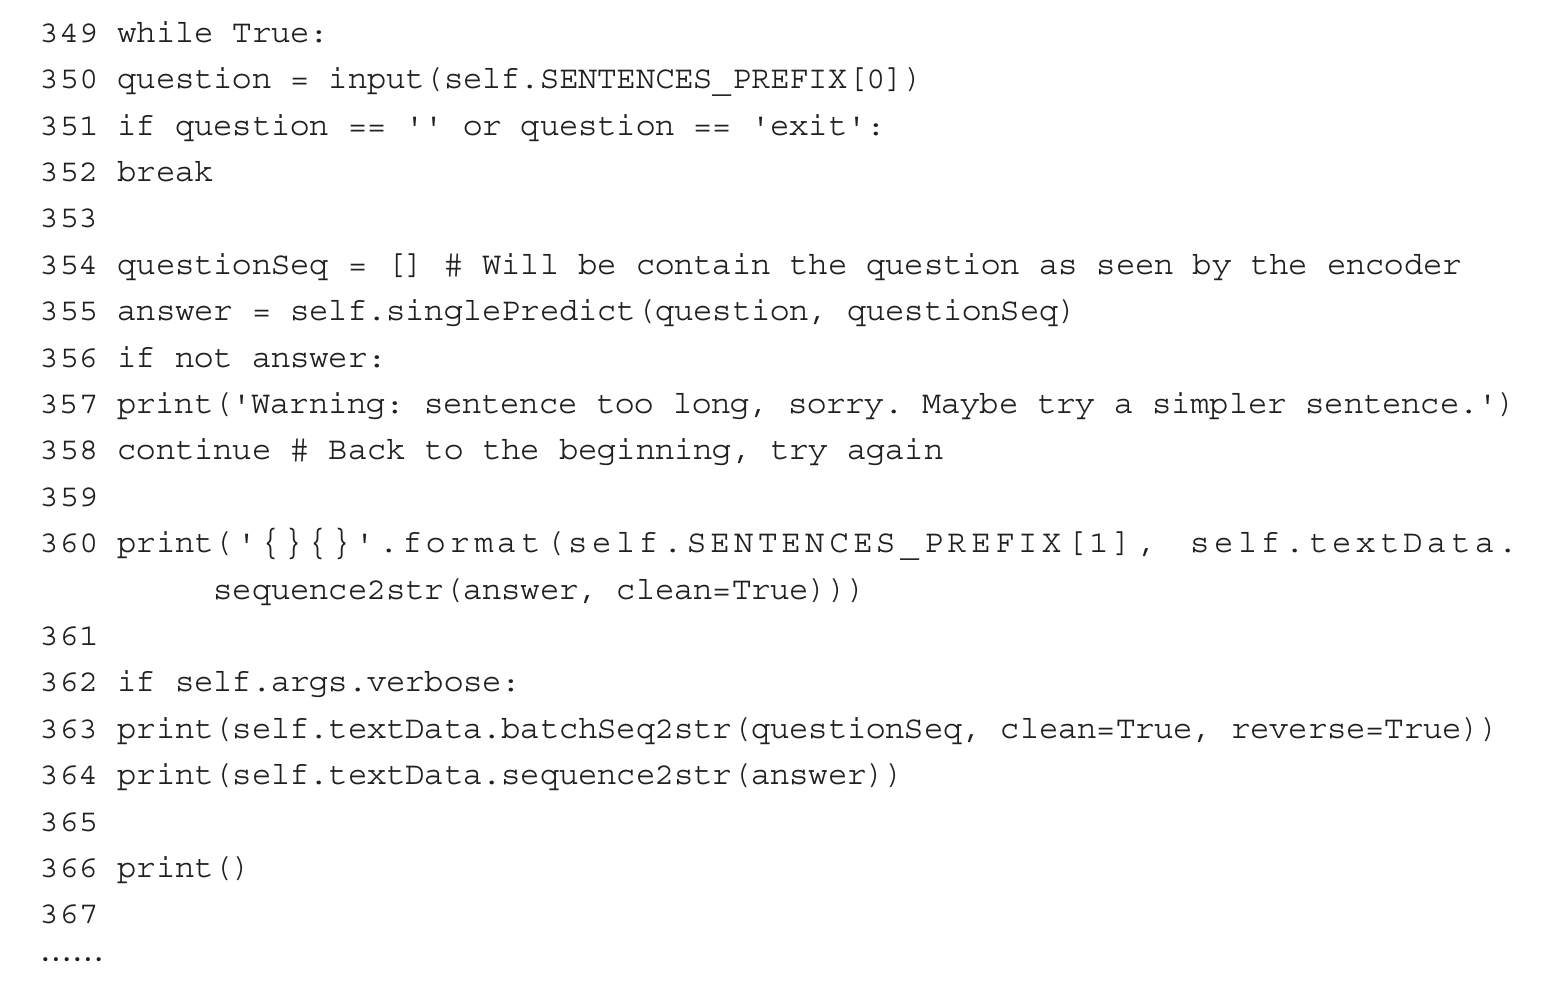 349 while True:
350 question = input(self.SENTENCES_PREFIX[0])
351 if question == '' or question == 'exit':
352 break
353
354 questionSeq = [] # Will be contain the question as seen by the encoder
355 answer = self.singlePredict(question, questionSeq)
356 if not answer:
357 print('Warning: sentence too long, sorry. Maybe try a simpler sentence.')
358 continue # Back to the beginning, try again
359
360 print('{}{}'.format(self.SENTENCES_PREFIX[1], self.textData.
sequence2str(answer, clean=True)))
361
362 if self.args.verbose:
363 print(self.textData.batchSeq2str(questionSeq, clean=True, reverse=True))
364 print(self.textData.sequence2str(answer))
365
366 print()
367
……